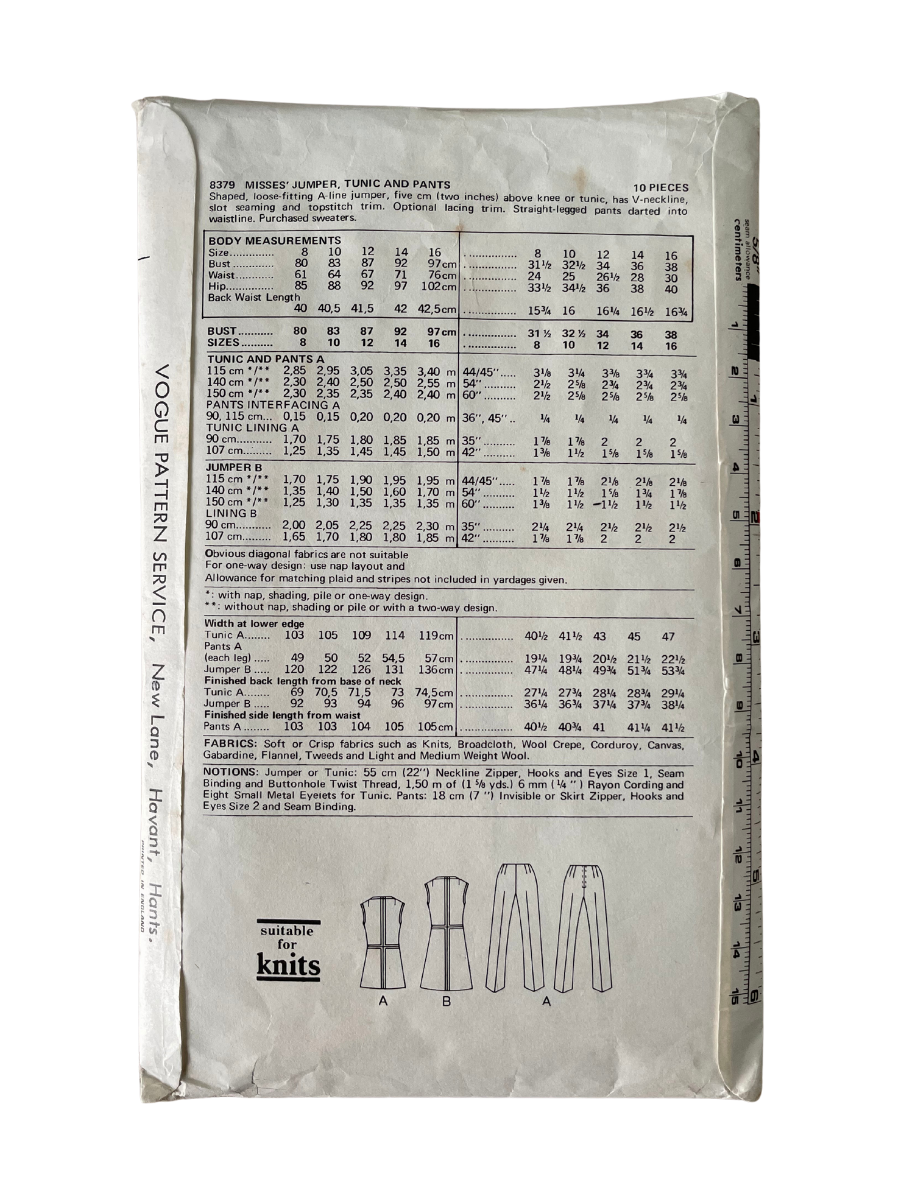 8379 MISSES' JUMPER, TUNIC AND PANTS 10 PIECES
Shaped, loose-fitting A-line jumper, five cm (two inches) above knee or tunic, has V-neckline,
slot seaming and topstitch trim. Optional lacing trim. Straight-legged pants darted into
waistline. Purchased sweaters.
BODY MEASUREMENTS
Size.............. 8 10 12 14 16 ................ 8 10 12 14 16
Bust ............ 80 83 87 92 97cm ................ 31½ 32½ 34 36 38
Waist............ 61 64 67 71 76cm ................ 24 25 26½ 28 30
Hip............... 85 88 92 97 102cm ................ 33½ 34½ 36 38 40
Back Waist Length
40 40,5 41,5 42 42,5cm ................ 15¾ 16 16¼ 16½ 16¾
BUST.......... 80 83 87 92 97cm ................ 31 ½ 32 ½ 34 36 38
SIZES......... 8 10 12 14 16 ................ 8 10 12 14 16
TUNIC AND PANTS A
115 cm */** 2,85 2,95 3,05 3,35 3,40 m 44/45"..... 3⅛ 3¼ 3⅜ 3¾ 3¾
140 cm */** 2,30 2,40 2,50 2,50 2,55 m 54".......... 2½ 2⅝ 2¾ 2¾ 2¾
150 cm */** 2,30 2,35 2,35 2,40 2,40 m 60".......... 2½ 2⅝ 2⅝ 2⅝ 2⅝
PANTS INTERFACING A
90, 115 cm... 0,15 0,15 0,20 0,20 0,20 m 36", 45".. ¼ ¼ ¼ ¼ ¼
TUNIC LINING A
90 cm........... 1,70 1,75 1,80 1,85 1,85 m 35".......... 1⅞ 1⅞ 2 2 2
107 cm......... 1,25 1,35 1,45 1,45 1,50 m 42".......... 1⅜ 1½ 1⅝ 1⅝ 1⅝
JUMPER B
115 cm */** 1,70 1,75 1,90 1,95 1,95 m 44/45"..... 1⅞ 1⅞ 2⅛ 2⅛ 2⅛
140 cm */** 1,35 1,40 1,50 1,60 1,70 m 54".......... 1½ 1½ 1⅝ 1¾ 1⅞
150 cm */** 1,25 1,30 1,35 1,35 1,35 m 60".......... 1⅜ 1½ 1½ 1½ 1½
LINING B
90 cm........... 2,00 2,05 2,25 2,25 2,30 m 35".......... 2¼ 2¼ 2½ 2½ 2½
107 cm......... 1,65 1,70 1,80 1,80 1,85 m 42".......... 1⅞ 1⅞ 2 2 2
Obvious diagonal fabrics are not suitable
For one-way design: use nap layout and
Allowance for matching plaid and stripes not included in yardages given.
*: with nap, shading, pile or one-way design.
**: without nap, shading or pile or with a two-way design.
Width at lower edge
Tunic A........ 103 105 109 114 119cm ................ 40½ 41½ 43 45 47
Pants A
(each leg) ..... 49 50 52 54,5 57cm ................ 19¼ 19¾ 20½ 21½ 22½
Jumper B ..... 120 122 126 131 136cm ................ 47¼ 48¼ 49¾ 51¾ 53¾
Finished back length from base of neck
Tunic A........ 69 70,5 71,5 73 74,5cm ................ 27¼ 27¾ 28¼ 28¾ 29¼
Jumper B ..... 92 93 94 96 97cm ................ 36¼ 36¾ 37¼ 37¾ 38¼
Finished side length from waist
Pants A ........ 103 103 104 105 105cm ................ 40½ 40¾ 41 41¼ 41½
FABRICS: Soft or Crisp fabrics such as Knits, Broadcloth, Wool Crepe, Corduroy, Canvas,
Gabardine, Flannel, Tweeds and Light and Medium Weight Wool.
NOTIONS: Jumper or Tunic: 55 cm (22") Neckline Zipper, Hooks and Eyes Size 1, Seam
Binding and Buttonhole Twist Thread, 1,50 m of (1 ⅝ yds.) 6 mm (¼ ") Rayon Cording and
Eight Small Metal Eyelets for Tunic. Pants: 18 cm (7 ") Invisible or Skirt Zipper, Hooks and
Eyes Size 2 and Seam Binding.
suitable
for
knits
A B A
VOGUE PATTERN SERVICE, New Lane, Havant, Hants.
PRINTED IN ENGLAND
5/8"
seam allowance
centimeters
1 2 3 4 5 6 7 8 9 10 11 12 13 14 15
1 2 3 4 5 6